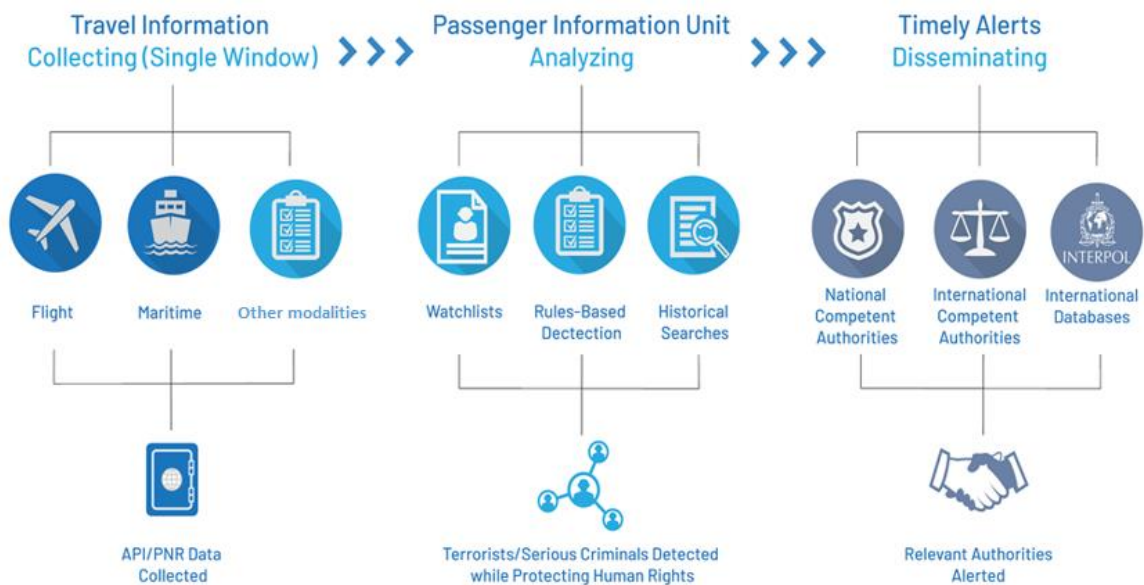 Travel Information
Collecting (Single Window)
Passenger Information Unit
Analyzing
Timely Alerts
Disseminating
INTERPOL
Flight
Maritime
Other modalities
Watchlists
Rules-Based
Dectection
Historical
Searches
National
Competent
Authorities
International
Competent
Authorities
International
Databases
API/PNR Data
Collected
Terrorists/Serious Criminals Detected
while Protecting Human Rights
Relevant Authorities
Alerted